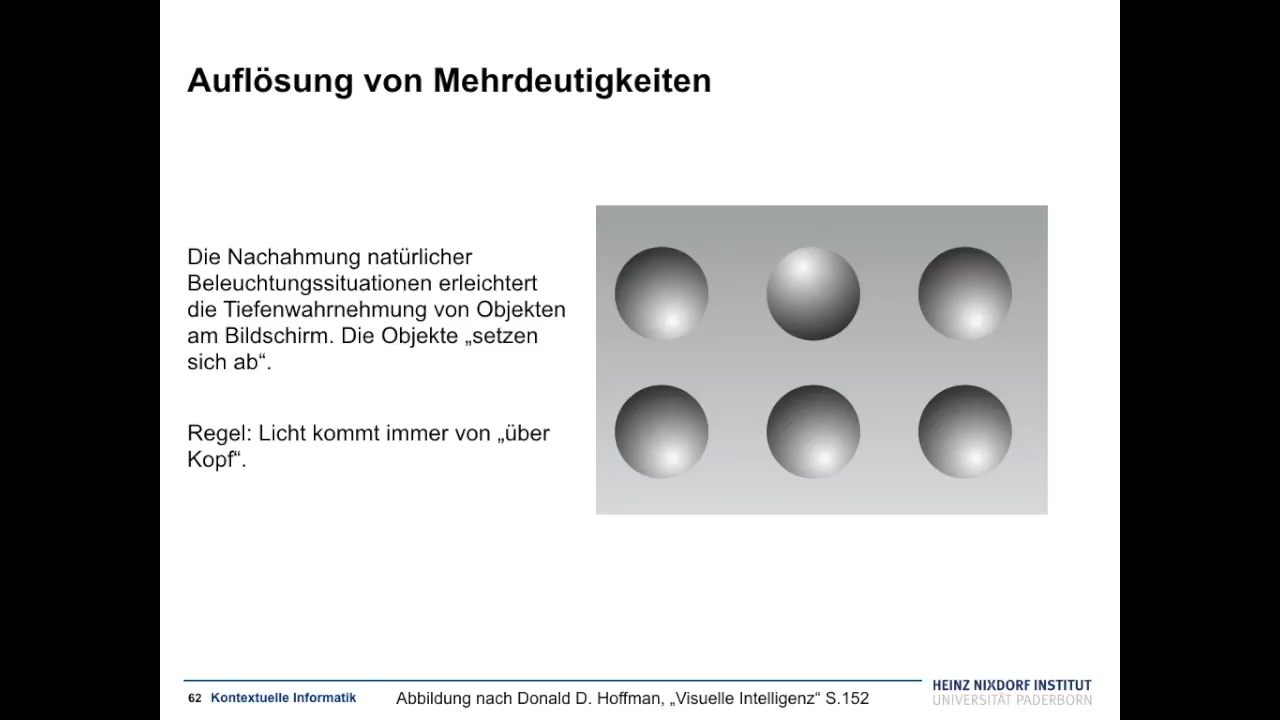 Auflösung von Mehrdeutigkeiten
Die Nachahmung natürlicher
Beleuchtungssituationen erleichtert
die Tiefenwahrnehmung von Objekten
am Bildschirm. Die Objekte „setzen
sich ab“.
Regel: Licht kommt immer von „über
Kopf“.
62 Kontextuelle Informatik
Abbildung nach Donald D. Hoffman, „Visuelle Intelligenz“ S.152
HEINZ NIXDORF INSTITUT
UNIVERSITÄT PADERBORN